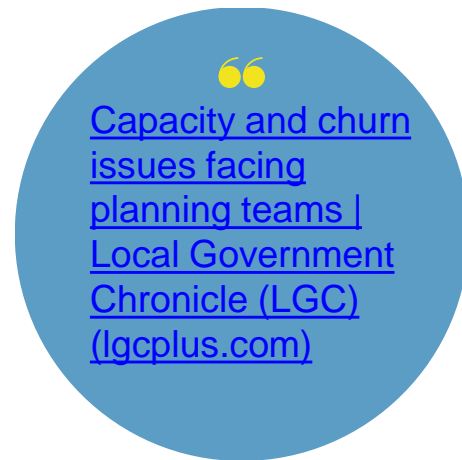 “
Capacity and churn
issues facing
planning teams |
Local Government
Chronicle (LGC)
(lgcplus.com)